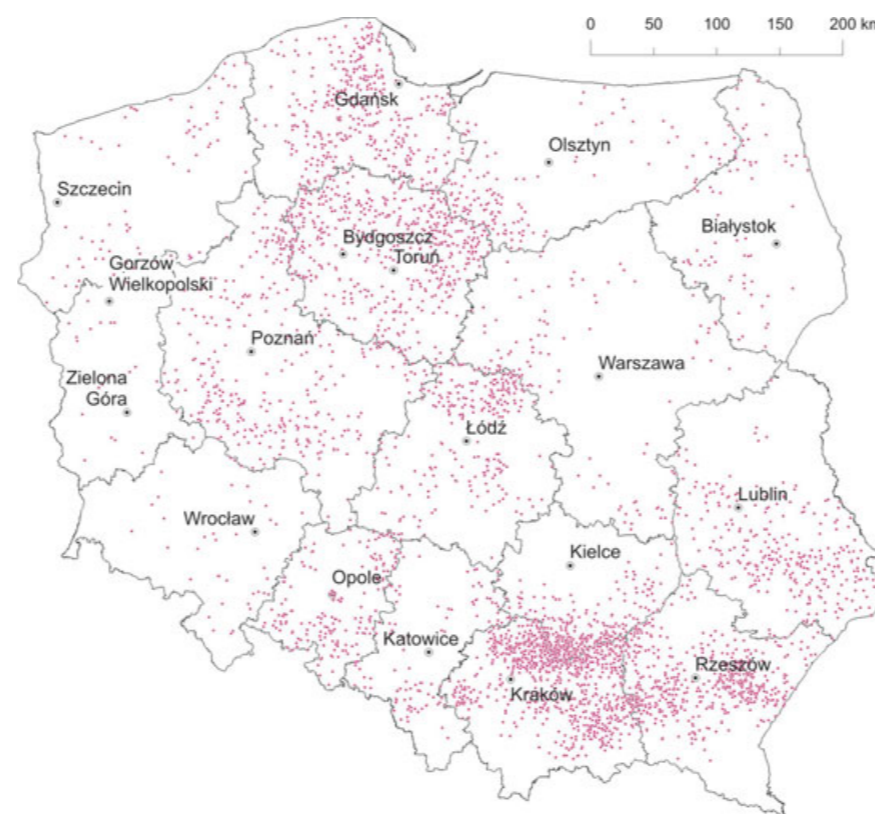 0 50 100 150 200 km
Gdańsk
Olsztyn
Szczecin
Białystok
Bydgoszcz
Toruń
Gorzów
Wielkopolski
Poznań
Warszawa
Zielona
Góra
Łódź
Lublin
Wrocław
Kielce
Opole
Katowice
Rzeszów
Kraków